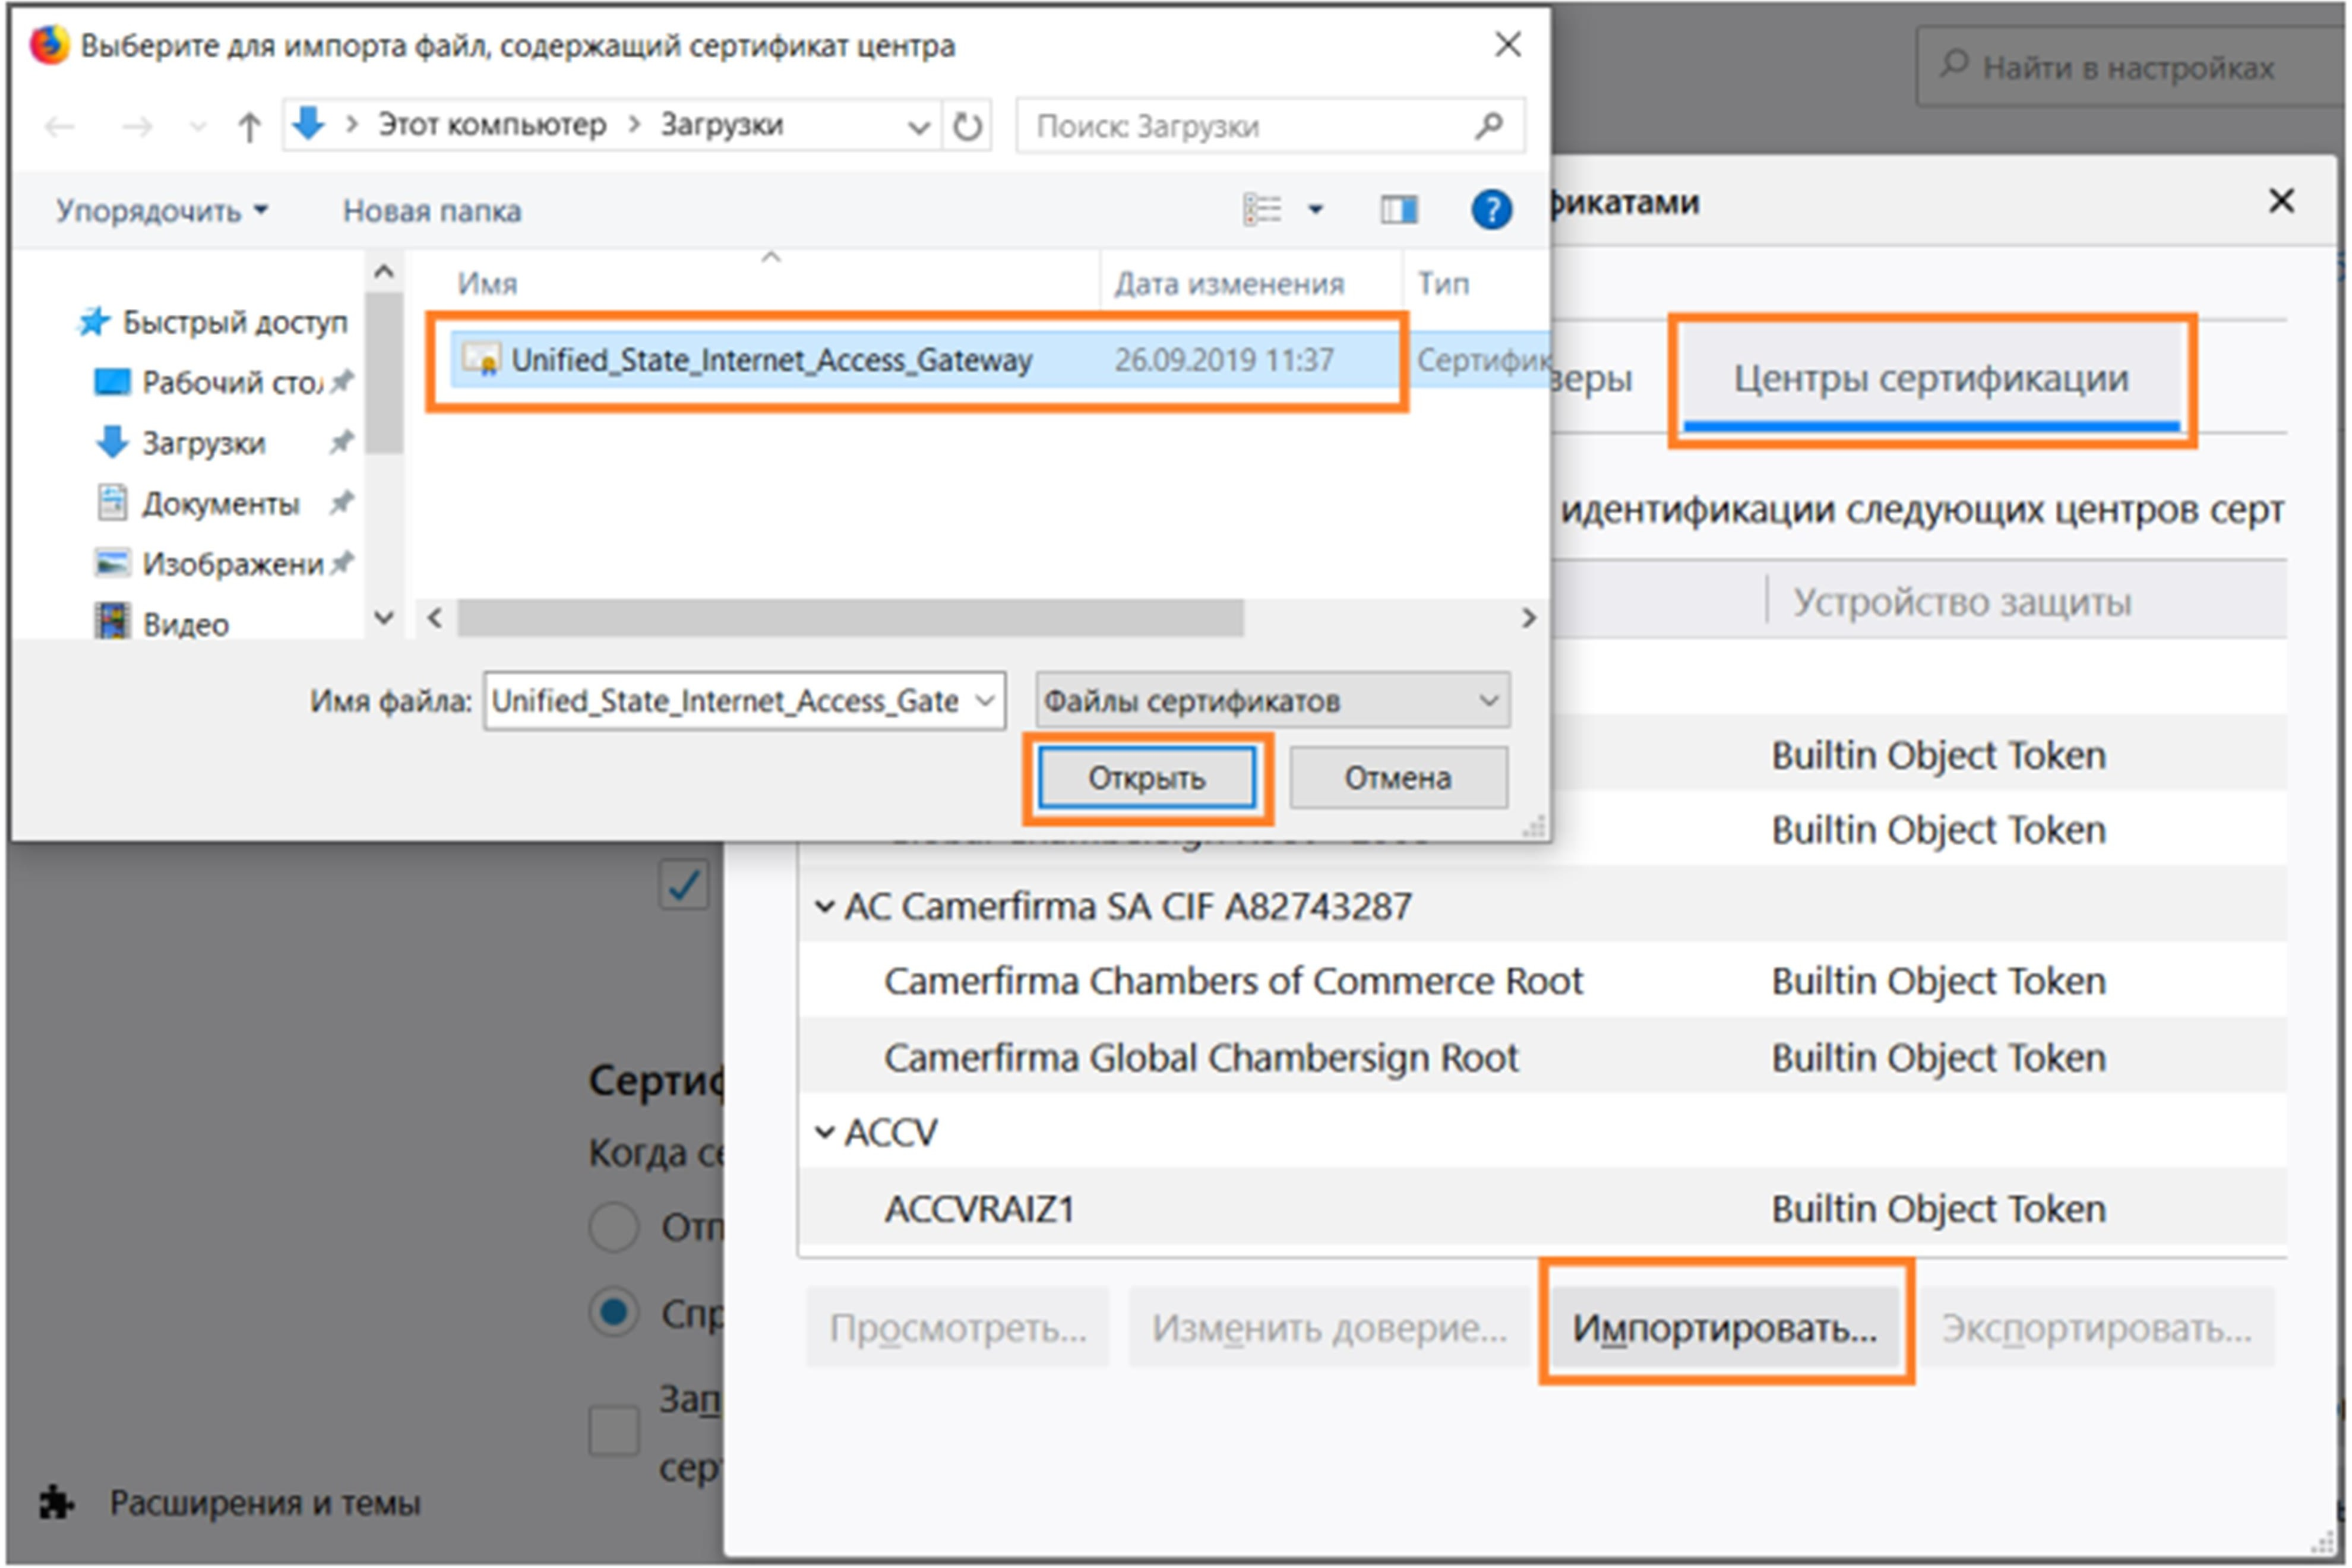 Выберите для импорта файл, содержащий сертификат центра
Найти в настройках
Этот компьютер > Загрузки
Поиск: Загрузки
фикатами
Упорядочить
Новая папка
Имя
Дата изменения
Тип
Быстрый доступ
Unified_State_Internet_Access_Gateway 26.09.2019 11:37 Сертифик
Рабочий стол
Загрузки
Документы
Изображени
Видео
веры
Центры сертификации
идентификации следующих центров серт
Устройство защиты
Имя файла: Unified_State_Internet_Access_Gate
Файлы сертификатов
Открыть
Отмена
Builtin Object Token
Builtin Object Token
AC Camerfirma SA CIF A82743287
Camerfirma Chambers of Commerce Root Builtin Object Token
Camerfirma Global Chambersign Root Builtin Object Token
ACCV
ACCVRAIZ1 Builtin Object Token
Просмотреть...
Изменить доверие...
Импортировать...
Экспортировать...
Сертиф
Когда се
Отп
Спр
Зап
серт
Расширения и темы